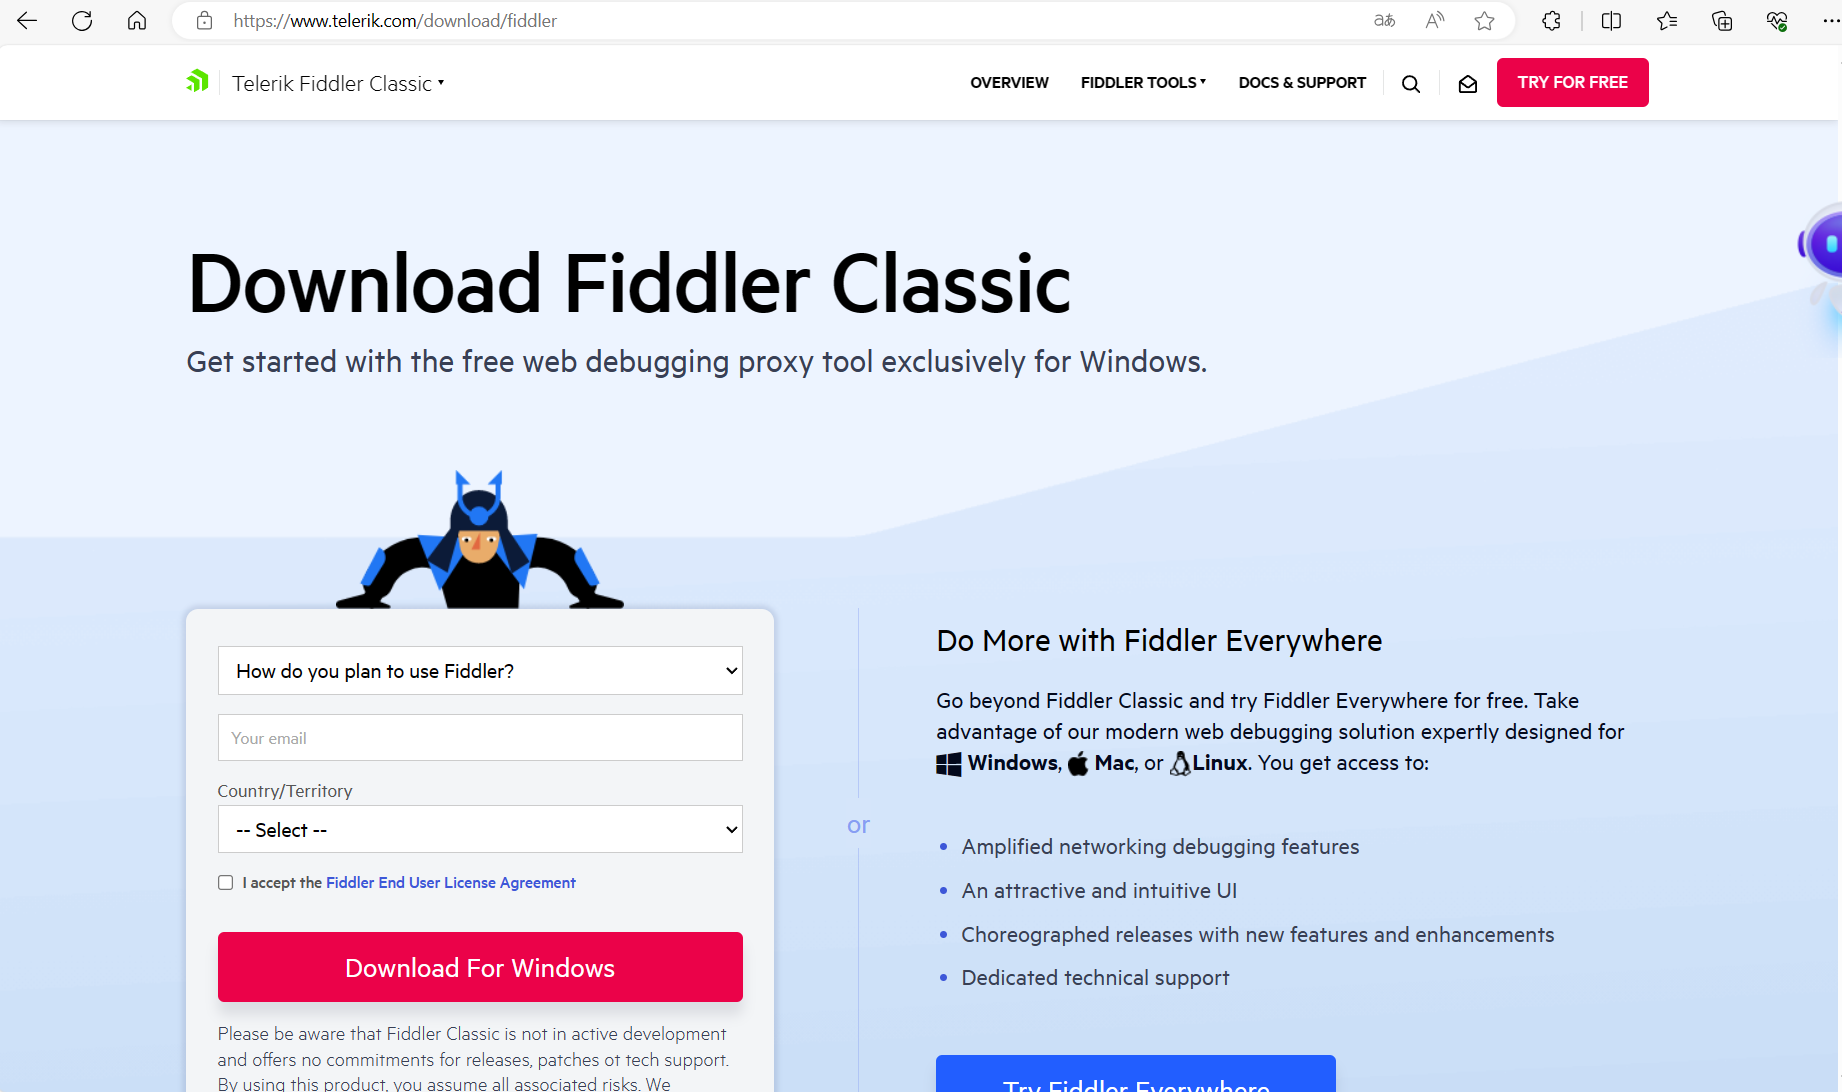 https://www.telerik.com/download/fiddler
Telerik Fiddler Classic
OVERVIEW
FIDDLER TOOLS
DOCS & SUPPORT
TRY FOR FREE
Download Fiddler Classic
Get started with the free web debugging proxy tool exclusively for Windows.
How do you plan to use Fiddler?
Your email
Country/Territory
-- Select --
I accept the Fiddler End User License Agreement
Download For Windows
Please be aware that Fiddler Classic is not in active development
and offers no commitments for releases, patches ot tech support.
By using this product, you assume all associated risks. We
or
Do More with Fiddler Everywhere
Go beyond Fiddler Classic and try Fiddler Everywhere for free. Take
advantage of our modern web debugging solution expertly designed for
Windows, Mac, or Linux. You get access to:
Amplified networking debugging features
An attractive and intuitive UI
Choreographed releases with new features and enhancements
Dedicated technical support
Try Fiddler Everywhere